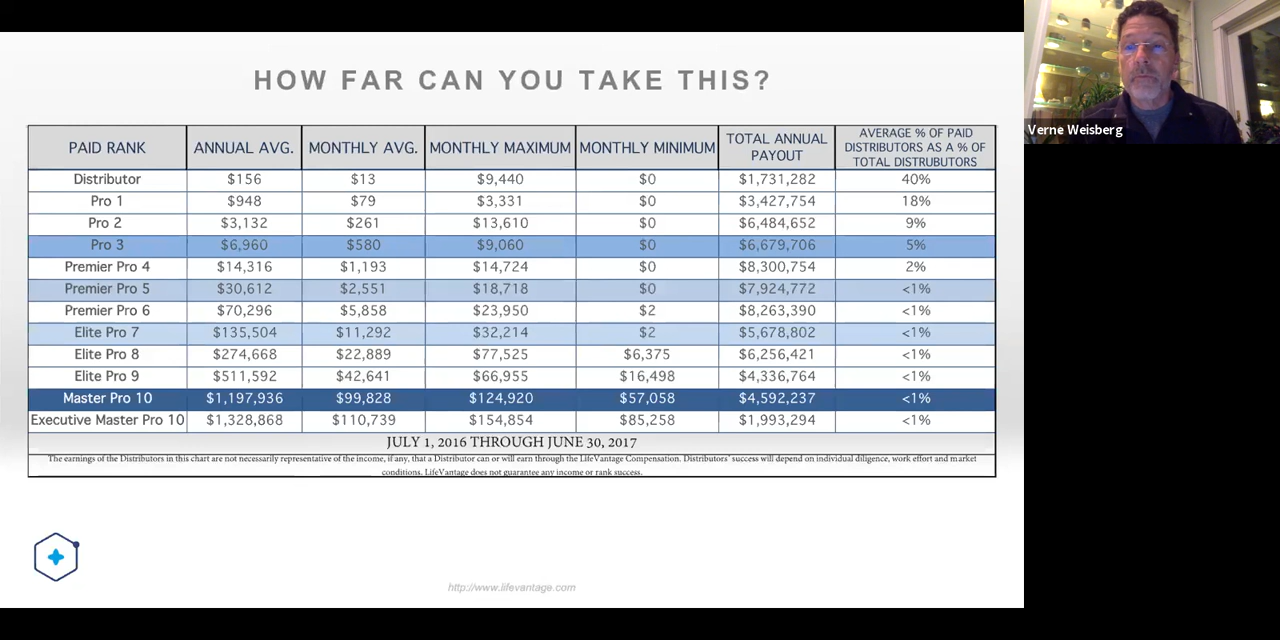 HOW FAR CAN YOU TAKE THIS?
PAID RANK ANNUAL AVG. MONTHLY AVG. MONTHLY MAXIMUM MONTHLY MINIMUM TOTAL ANNUAL PAYOUT AVERAGE % OF PAID DISTRIBUTORS AS A % OF TOTAL DISTRUBUTORS
Distributor $156 $13 $9,440 $0 $1,731,282 40%
Pro 1 $948 $79 $3,331 $0 $3,427,754 18%
Pro 2 $3,132 $261 $13,610 $0 $6,484,652 9%
Pro 3 $6,960 $580 $9,060 $0 $6,679,706 5%
Premier Pro 4 $14,316 $1,193 $14,724 $0 $8,300,754 2%
Premier Pro 5 $30,612 $2,551 $18,718 $0 $7,924,772 <1%
Premier Pro 6 $70,296 $5,858 $23,950 $2 $8,263,390 <1%
Elite Pro 7 $135,504 $11,292 $32,214 $2 $5,678,802 <1%
Elite Pro 8 $274,668 $22,889 $77,525 $6,375 $6,256,421 <1%
Elite Pro 9 $511,592 $42,641 $66,955 $16,498 $4,336,764 <1%
Master Pro 10 $1,197,936 $99,828 $124,920 $57,058 $4,592,237 <1%
Executive Master Pro 10 $1,328,868 $110,739 $154,854 $85,258 $1,993,294 <1%
JULY 1, 2016 THROUGH JUNE 30, 2017
The earnings of the Distributors in this chart are not necessarily representative of the income, if any, that a Distributor can or will earn through the LifeVantage Compensation. Distributors' success will depend on individual diligence, work effort and market
conditions. LifeVantage does not guarantee any income or rank success.
http://www.lifevantage.com
Verne Weisberg